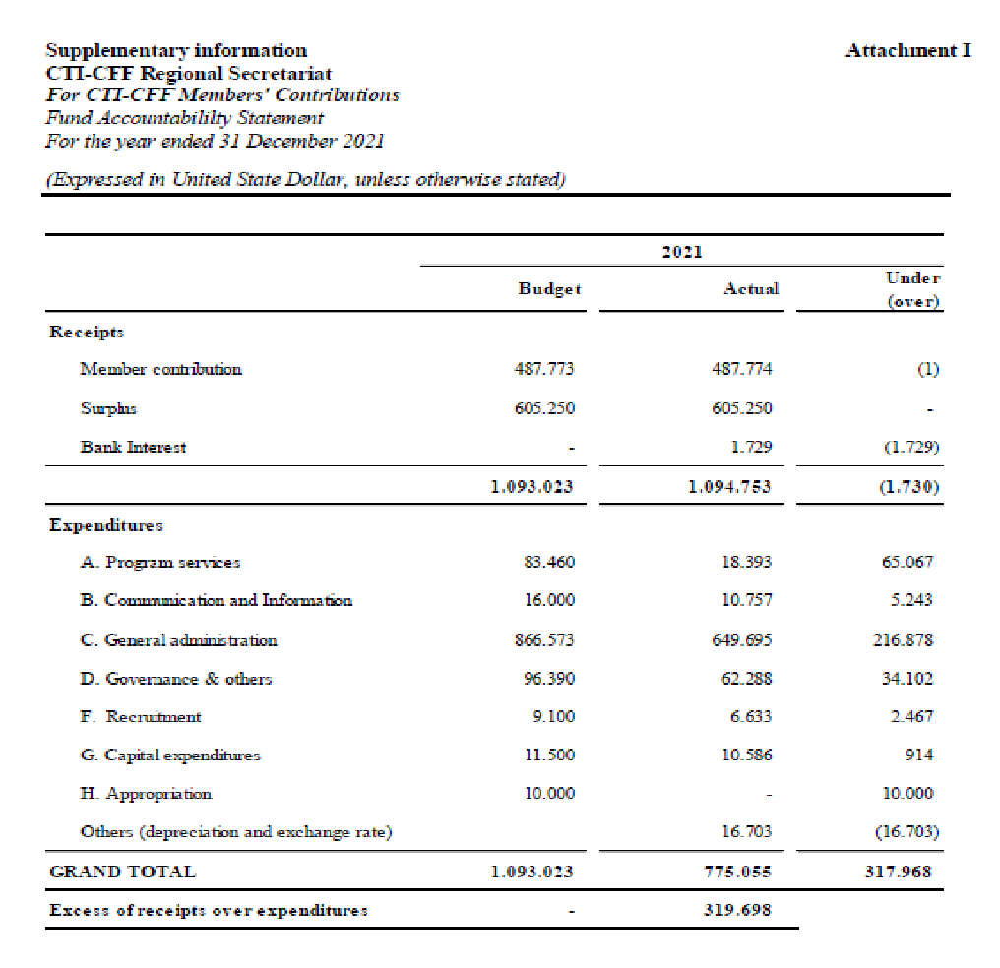 Supplementary information Attachment I
CTI-CFF Regional Secretariat
For CTI-CFF Members' Contributions
Fund Accountabililty Statement
For the year ended 31 December 2021
(Expressed in United State Dollar, unless otherwise stated)
2021
Budget Actual Under (over)
Receipts
Member contribution 487.773 487.774 (1)
Surplus 605.250 605.250 -
Bank Interest - 1.729 (1.729)
1.093.023 1.094.753 (1.730)
Expenditures
A. Program services 83.460 18.393 65.067
B. Communication and Information 16.000 10.757 5.243
C. General administration 866.573 649.695 216.878
D. Governance & others 96.390 62.288 34.102
F. Recruitment 9.100 6.633 2.467
G. Capital expenditures 11.500 10.586 914
H. Appropriation 10.000 - 10.000
Others (depreciation and exchange rate) 16.703 (16.703)
GRAND TOTAL 1.093.023 775.055 317.968
Excess of receipts over expenditures - 319.698